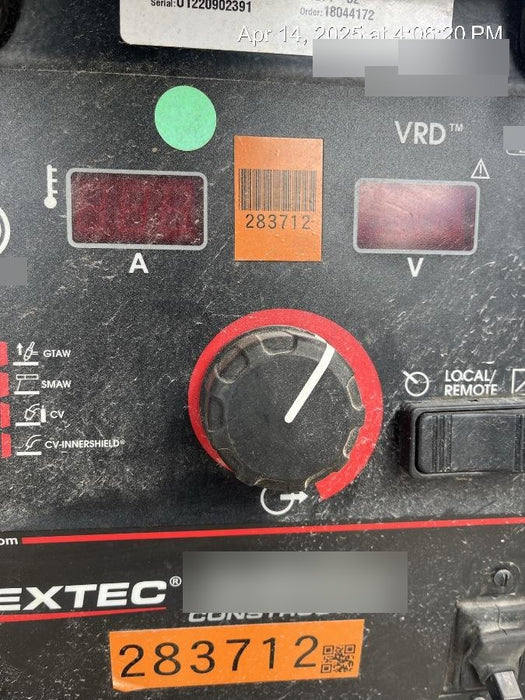 Serial: U1220902391
Order: 18044172
Apr 14, 2025 at 4:06:20 PM
VRD™
283712
A
V
GTAW
SMAW
CV
CV-INNERSHIELD®
LOCAL/
REMOTE
om
EXTEC®
283712